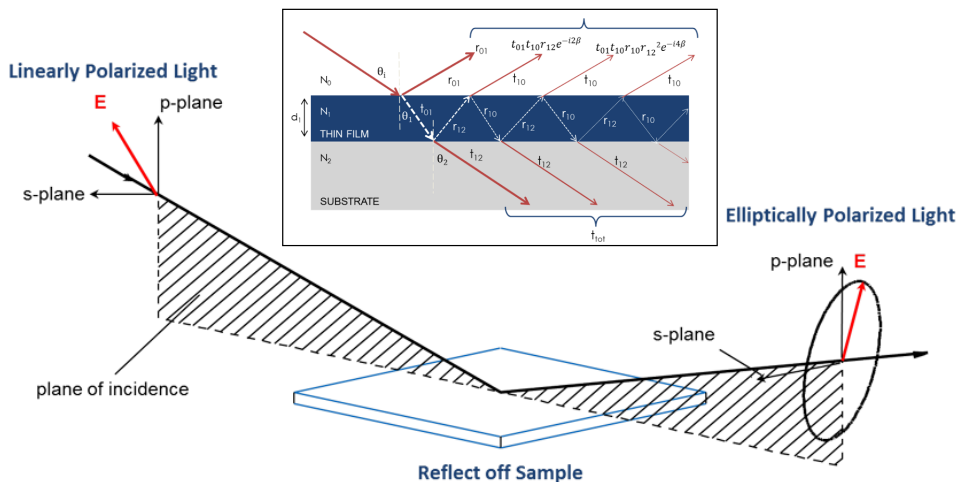 Linearly Polarized Light
E
p-plane
s-plane
plane of incidence
t₀₁t₁₀r₁₂e^{-i2β}
t₀₁t₁₀r₁₀r₁₂²e^{-i4β}
r₀₁
θᵢ
r₀₁
t₁₀
t₁₀
t₁₀
N₀
d₁
N₁
θ₁
t₀₁
r₁₂
r₁₀
r₁₂
r₁₀
r₁₂
r₁₀
THIN FILM
N₂
θ₂
t₁₂
t₁₂
t₁₂
SUBSTRATE
t_{tot}
Elliptically Polarized Light
p-plane
E
s-plane
Reflect off Sample